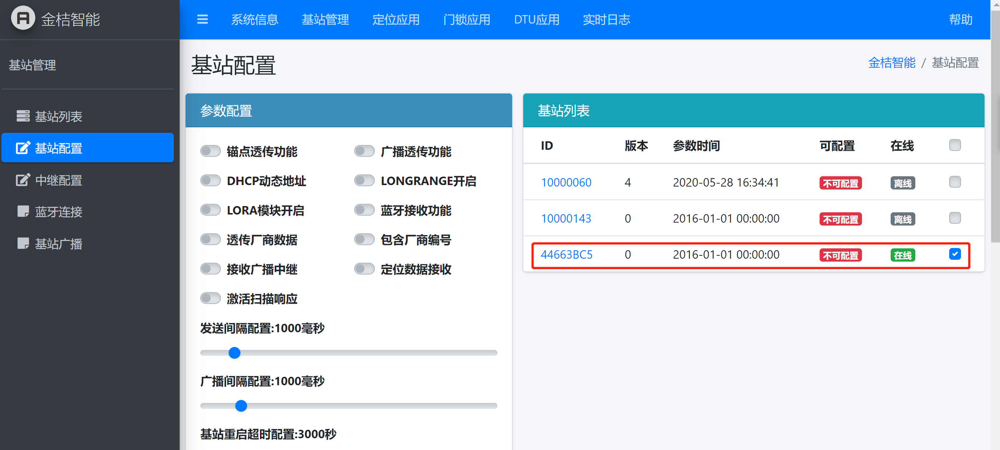 金桔智能
系统信息 基站管理 定位应用 门锁应用 DTU应用 实时日志 帮助
基站管理
基站列表
基站配置
中继配置
蓝牙连接
基站广播
基站配置
金桔智能 / 基站配置
参数配置
锚点透传功能 广播透传功能
DHCP动态地址 LONGRANGE开启
LORA模块开启 蓝牙接收功能
透传厂商数据 包含厂商编号
接收广播中继 定位数据接收
激活扫描响应
发送间隔配置:1000毫秒
广播间隔配置:1000毫秒
基站重启超时配置:3000秒
基站列表
ID 版本 参数时间 可配置 在线
10000060 4 2020-05-28 16:34:41 不可配置 离线
10000143 0 2016-01-01 00:00:00 不可配置 离线
44663BC5 0 2016-01-01 00:00:00 不可配置 在线